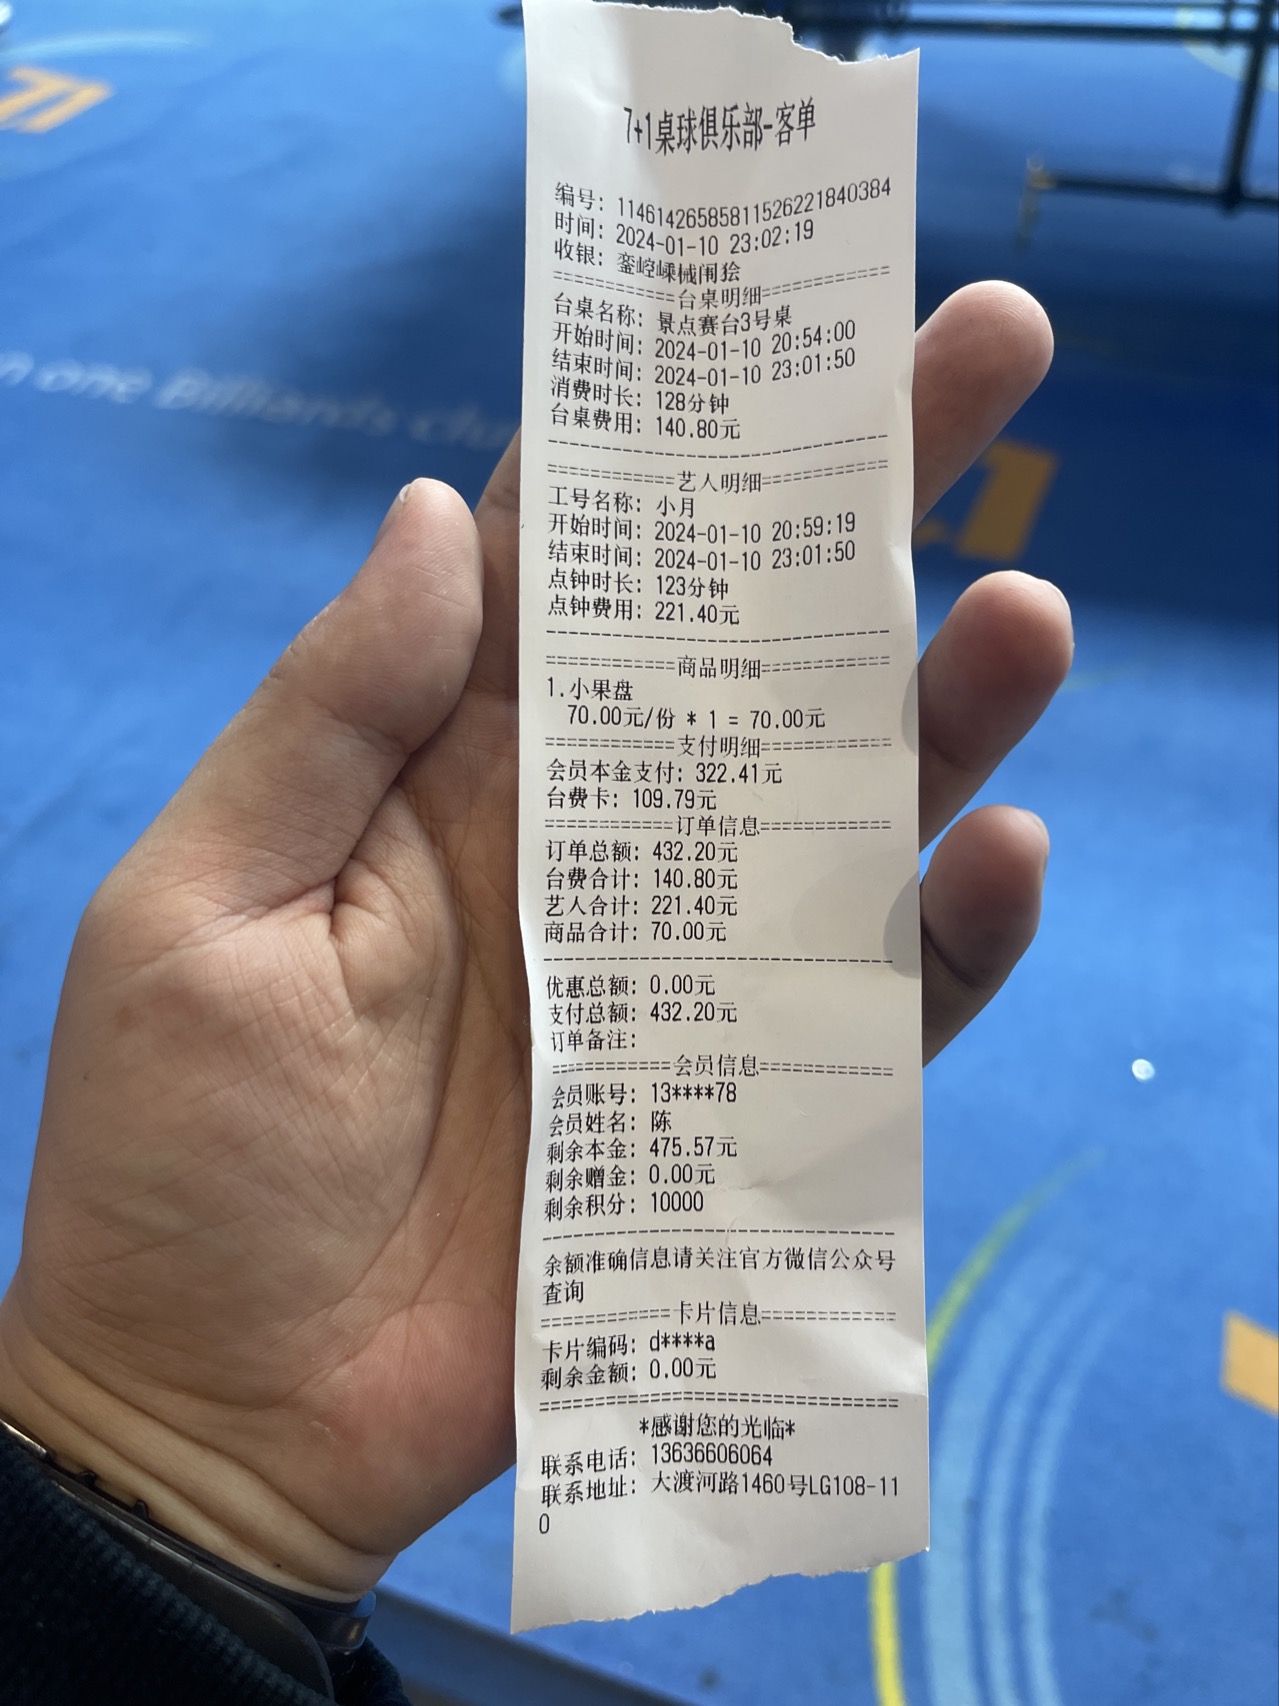 7+1桌球俱乐部-客单
编号: 1146142658581152622184​0384
时间: 2024-01-10 23:02:19
收银: 銮崆嵊械闱狯
============台桌明细============
台桌名称: 景点赛台3号桌
开始时间: 2024-01-10 20:54:00
结束时间: 2024-01-10 23:01:50
消费时长: 128分钟
台桌费用: 140.80元
--------------------------------
============艺人明细============
工号名称: 小月
开始时间: 2024-01-10 20:59:19
结束时间: 2024-01-10 23:01:50
点钟时长: 123分钟
点钟费用: 221.40元
--------------------------------
============商品明细============
1.小果盘
70.00元/份 * 1 = 70.00元
============支付明细============
会员本金支付: 322.41元
台费卡: 109.79元
============订单信息============
订单总额: 432.20元
台费合计: 140.80元
艺人合计: 221.40元
商品合计: 70.00元
--------------------------------
优惠总额: 0.00元
支付总额: 432.20元
订单备注:
============会员信息============
会员账号: 13****78
会员姓名: 陈
剩余本金: 475.57元
剩余赠金: 0.00元
剩余积分: 10000
--------------------------------
余额准确信息请关注官方微信公众号
查询
============卡片信息============
卡片编码: d****a
剩余金额: 0.00元
================================
*感谢您的光临*
联系电话: 13636606064
联系地址: 大渡河路1460号LG108-11
0
n one Billiards clu